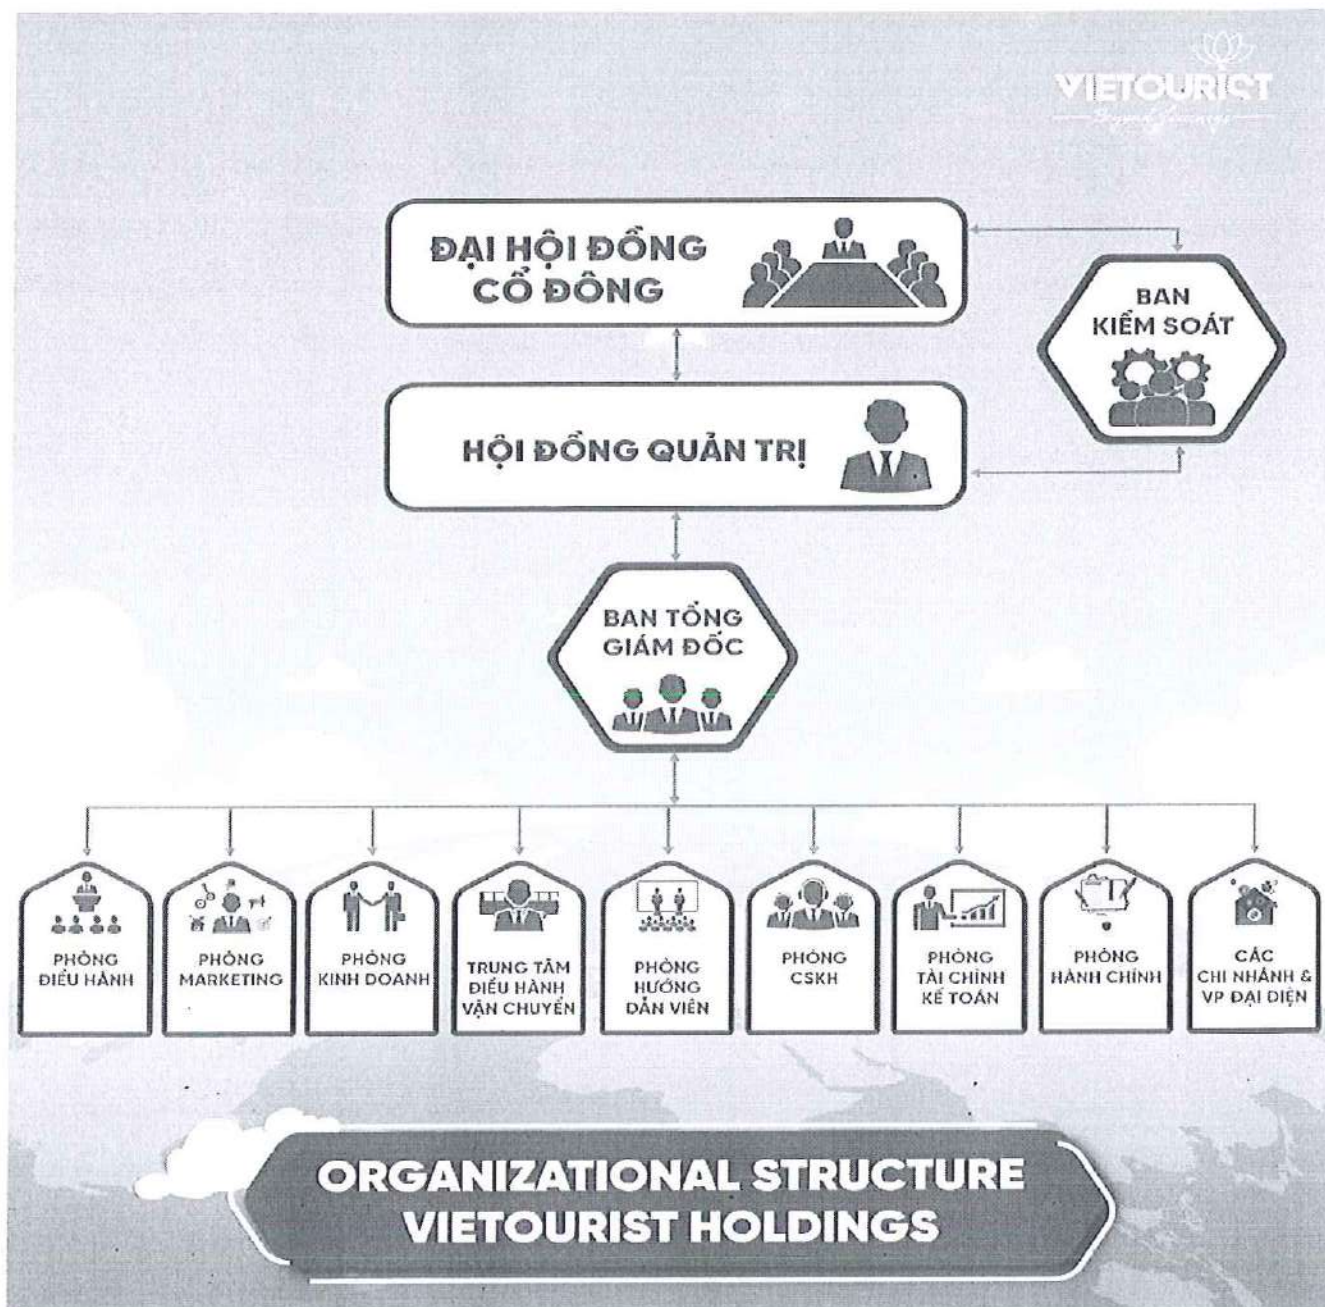 VIETOURIST
Beyond Journeys
ĐẠI HỘI ĐỒNG
CỔ ĐÔNG
BAN
KIỂM SOÁT
HỘI ĐỒNG QUẢN TRỊ
BAN TỔNG
GIÁM ĐỐC
PHÒNG
ĐIỀU HÀNH
PHÒNG
MARKETING
PHÒNG
KINH DOANH
TRUNG TÂM
ĐIỀU HÀNH
VẬN CHUYỂN
PHÒNG
HƯỚNG
DẪN VIÊN
PHÒNG
CSKH
PHÒNG
TÀI CHÍNH
KẾ TOÁN
PHÒNG
HÀNH CHÍNH
CÁC
CHI NHÁNH &
VP ĐẠI DIỆN
ORGANIZATIONAL STRUCTURE
VIETOURIST HOLDINGS